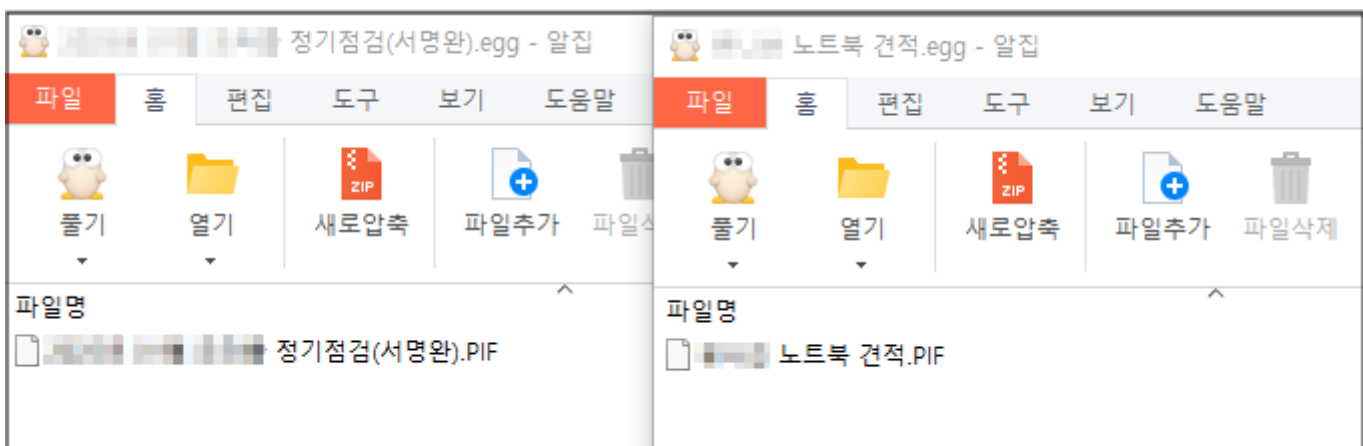 정기점검(서명완).egg - 알집
파일 홈 편집 도구 보기 도움말
ZIP
풀기 열기 새로압축 파일추가
파일명
정기점검(서명완).PIF
노트북 견적.egg - 알집
파일 홈 편집 도구 보기 도움말
ZIP
풀기 열기 새로압축 파일추가 파일삭제
파일명
노트북 견적.PIF